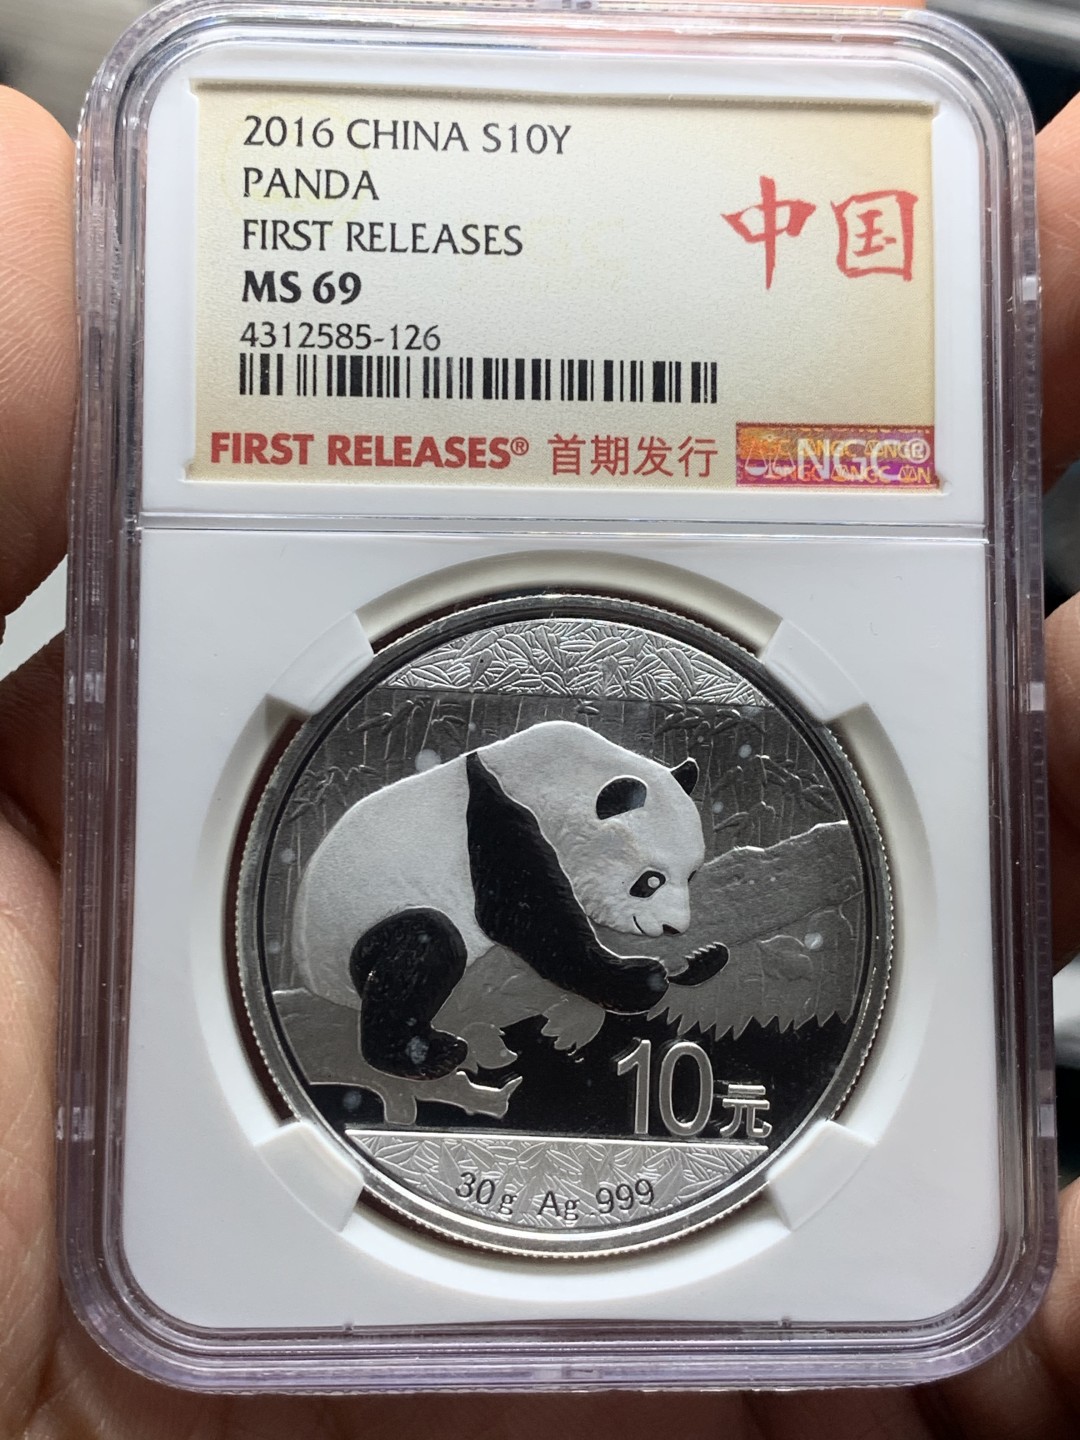 2016 CHINA S10Y
PANDA
FIRST RELEASES
中国
MS 69
4312585-126
FIRST RELEASES® 首期发行
NGC®
10元
30g Ag 999